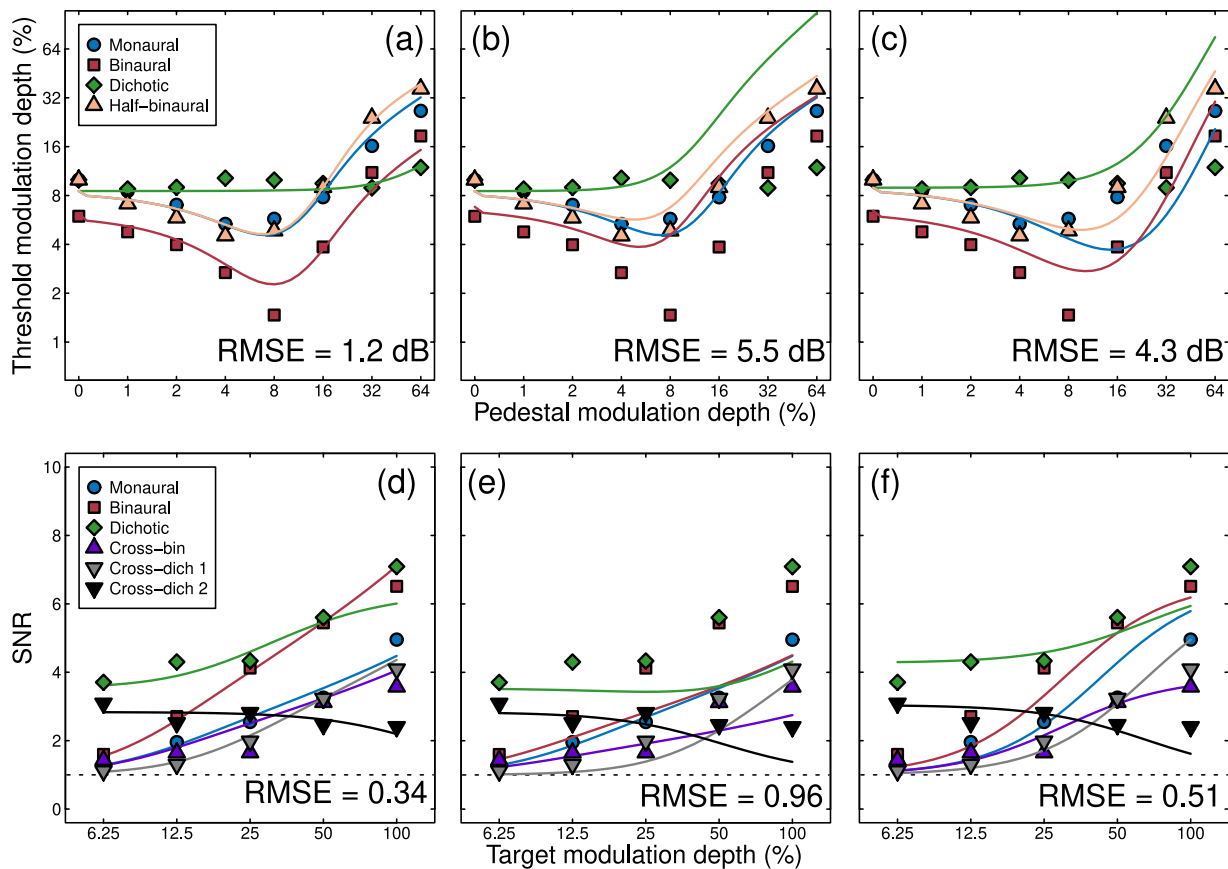 Threshold modulation depth (%)
64
32
16
8
4
2
1
Monaural
Binaural
Dichotic
Half−binaural
(a)
RMSE = 1.2 dB
0 1 2 4 8 16 32 64
(b)
RMSE = 5.5 dB
0 1 2 4 8 16 32 64
(c)
RMSE = 4.3 dB
0 1 2 4 8 16 32 64
Pedestal modulation depth (%)
SNR
10
8
6
4
2
0
Monaural
Binaural
Dichotic
Cross−bin
Cross−dich 1
Cross−dich 2
(d)
RMSE = 0.34
6.25 12.5 25 50 100
(e)
RMSE = 0.96
6.25 12.5 25 50 100
(f)
RMSE = 0.51
6.25 12.5 25 50 100
Target modulation depth (%)